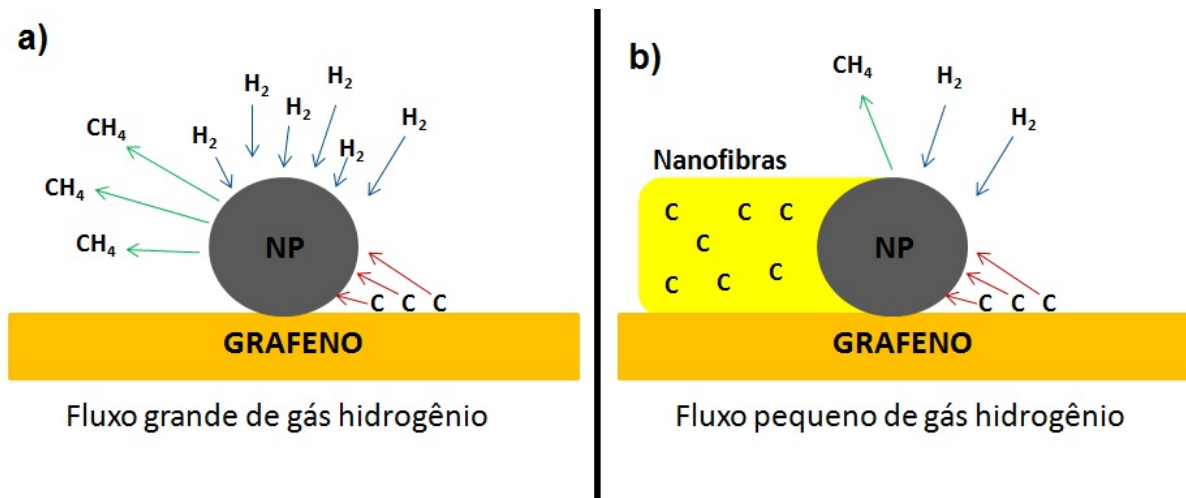 a)
H₂
H₂
H₂
H₂
H₂
H₂
CH₄
CH₄
CH₄
NP
C C C
GRAFENO
Fluxo grande de gás hidrogênio
b)
CH₄
H₂
H₂
Nanofibras
C C C
C
C C C
NP
C C C
GRAFENO
Fluxo pequeno de gás hidrogênio